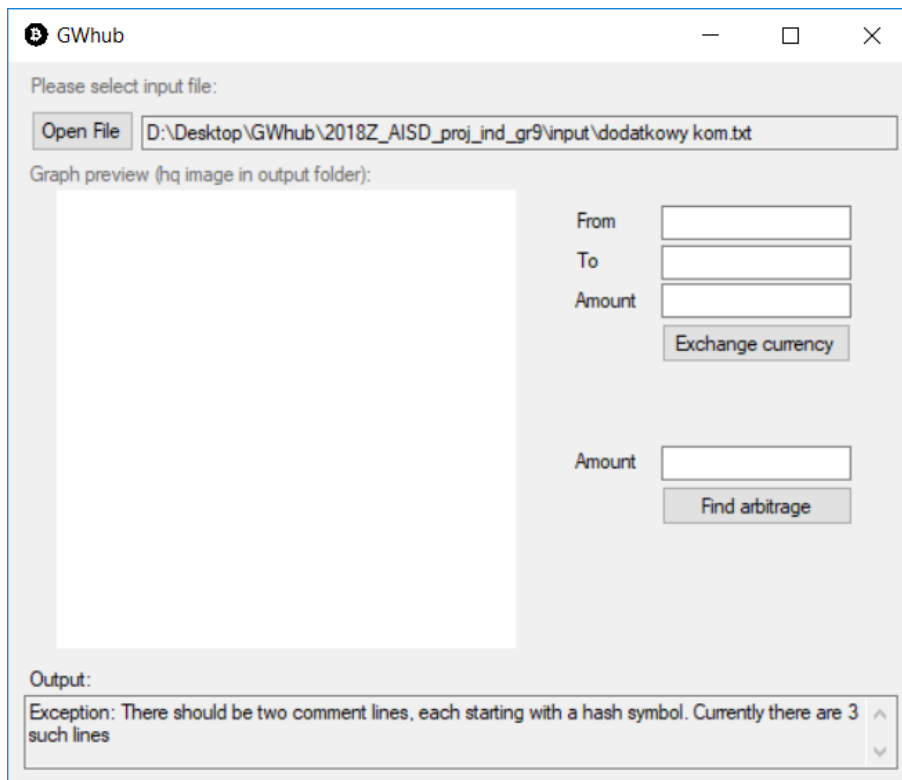 GWhub
Please select input file:
Open File D:\Desktop\GWhub\2018Z_AISD_proj_ind_gr9\input\dodatkowy kom.txt
Graph preview (hq image in output folder):
From
To
Amount
Exchange currency
Amount
Find arbitrage
Output:
Exception: There should be two comment lines, each starting with a hash symbol. Currently there are 3
such lines